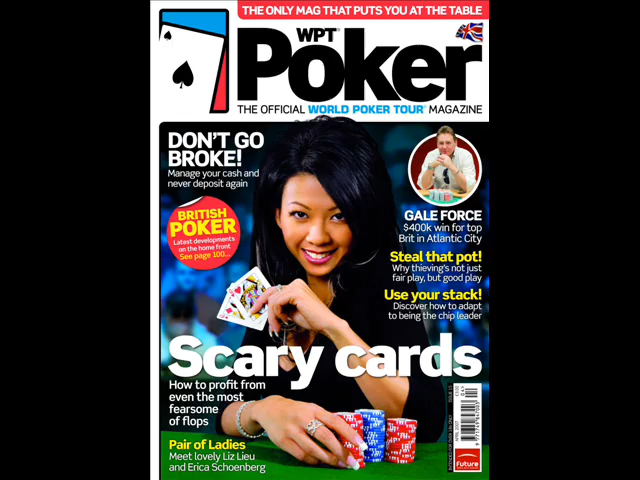 THE ONLY MAG THAT PUTS YOU AT THE TABLE
WPT
Poker
THE OFFICIAL WORLD POKER TOUR MAGAZINE
DON'T GO
BROKE!
Manage your cash and
never deposit again
BRITISH
POKER
Latest developments
on the home front
See page 100...
GALE FORCE
$400k win for top
Brit in Atlantic City
Steal that pot!
Why thieving's not just
fair play, but good play
Use your stack!
Discover how to adapt
to being the chip leader
Scary cards
How to profit from
even the most
fearsome
of flops
Pair of Ladies
Meet lovely Liz Lieu
and Erica Schoenberg
ISSUE 15
APRIL 2007
Future